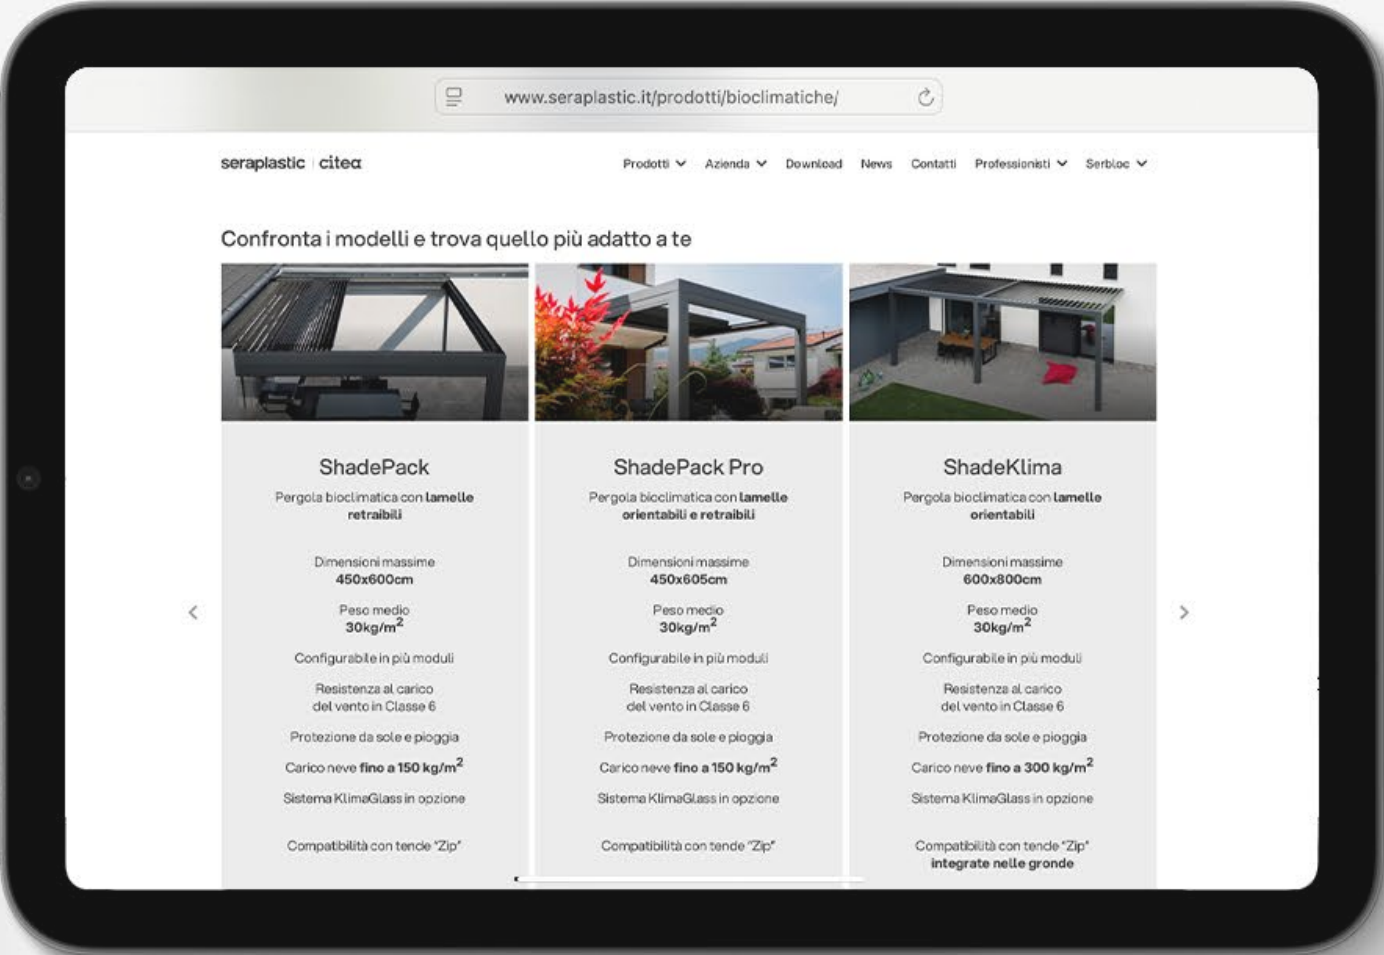 www.seraplastic.it/prodotti/bioclimatiche/
seraplastic | citea
Prodotti Azienda Download News Contatti Professionisti Serbloc
Confronta i modelli e trova quello più adatto a te
ShadePack
Pergola bioclimatica con lamelle
retraibili
Dimensioni massime
450x600cm
Peso medio
30kg/m²
Configurabile in più moduli
Resistenza al carico
del vento in Classe 6
Protezione da sole e pioggia
Carico neve fino a 150 kg/m²
Sistema KlimaGlass in opzione
Compatibilità con tende “Zip”
ShadePack Pro
Pergola bioclimatica con lamelle
orientabili e retraibili
Dimensioni massime
450x605cm
Peso medio
30kg/m²
Configurabile in più moduli
Resistenza al carico
del vento in Classe 6
Protezione da sole e pioggia
Carico neve fino a 150 kg/m²
Sistema KlimaGlass in opzione
Compatibilità con tende “Zip”
ShadeKlima
Pergola bioclimatica con lamelle
orientabili
Dimensioni massime
600x800cm
Peso medio
30kg/m²
Configurabile in più moduli
Resistenza al carico
del vento in Classe 6
Protezione da sole e pioggia
Carico neve fino a 300 kg/m²
Sistema KlimaGlass in opzione
Compatibilità con tende “Zip”
integrate nelle gronde